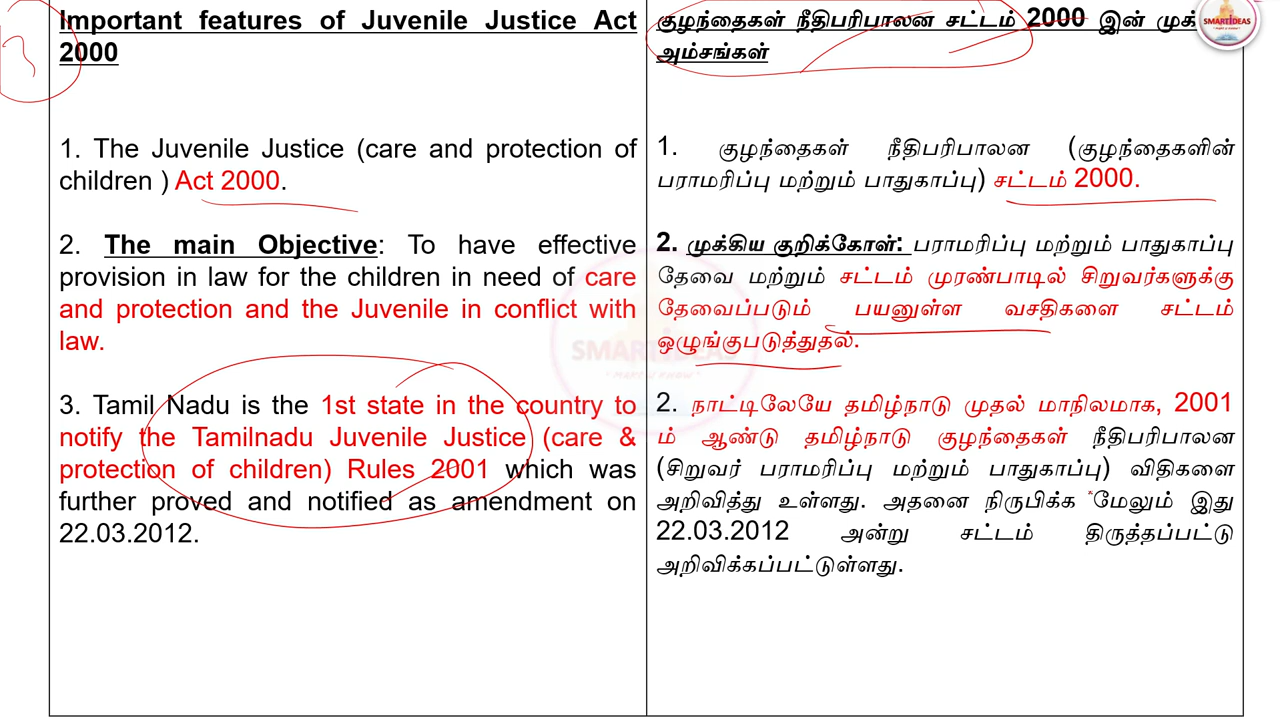 Important features of Juvenile Justice Act
2000
1. The Juvenile Justice (care and protection of
children ) Act 2000.
2. The main Objective: To have effective
provision in law for the children in need of care
and protection and the Juvenile in conflict with
law.
3. Tamil Nadu is the 1st state in the country to
notify the Tamilnadu Juvenile Justice (care &
protection of children) Rules 2001 which was
further proved and notified as amendment on
22.03.2012.
குழந்தைகள் நீதிபரிபாலன சட்டம் 2000 இன் முக்
அம்சங்கள்
1. குழந்தைகள் நீதிபரிபாலன (குழந்தைகளின்
பராமரிப்பு மற்றும் பாதுகாப்பு) சட்டம் 2000.
2. முக்கிய குறிக்கோள்: பராமரிப்பு மற்றும் பாதுகாப்பு
தேவை மற்றும் சட்டம் முரண்பாடில் சிறுவர்களுக்கு
தேவைப்படும் பயனுள்ள வசதிகளை சட்டம்
ஒழுங்குபடுத்துதல்.
2. நாட்டிலேயே தமிழ்நாடு முதல் மாநிலமாக, 2001
ம் ஆண்டு தமிழ்நாடு குழந்தைகள் நீதிபரிபாலன
(சிறுவர் பராமரிப்பு மற்றும் பாதுகாப்பு) விதிகளை
அறிவித்து உள்ளது. அதனை நிருபிக்க மேலும் இது
22.03.2012 அன்று சட்டம் திருத்தப்பட்டு
அறிவிக்கப்பட்டுள்ளது.
SMART IDEAS
SMART IDEAS